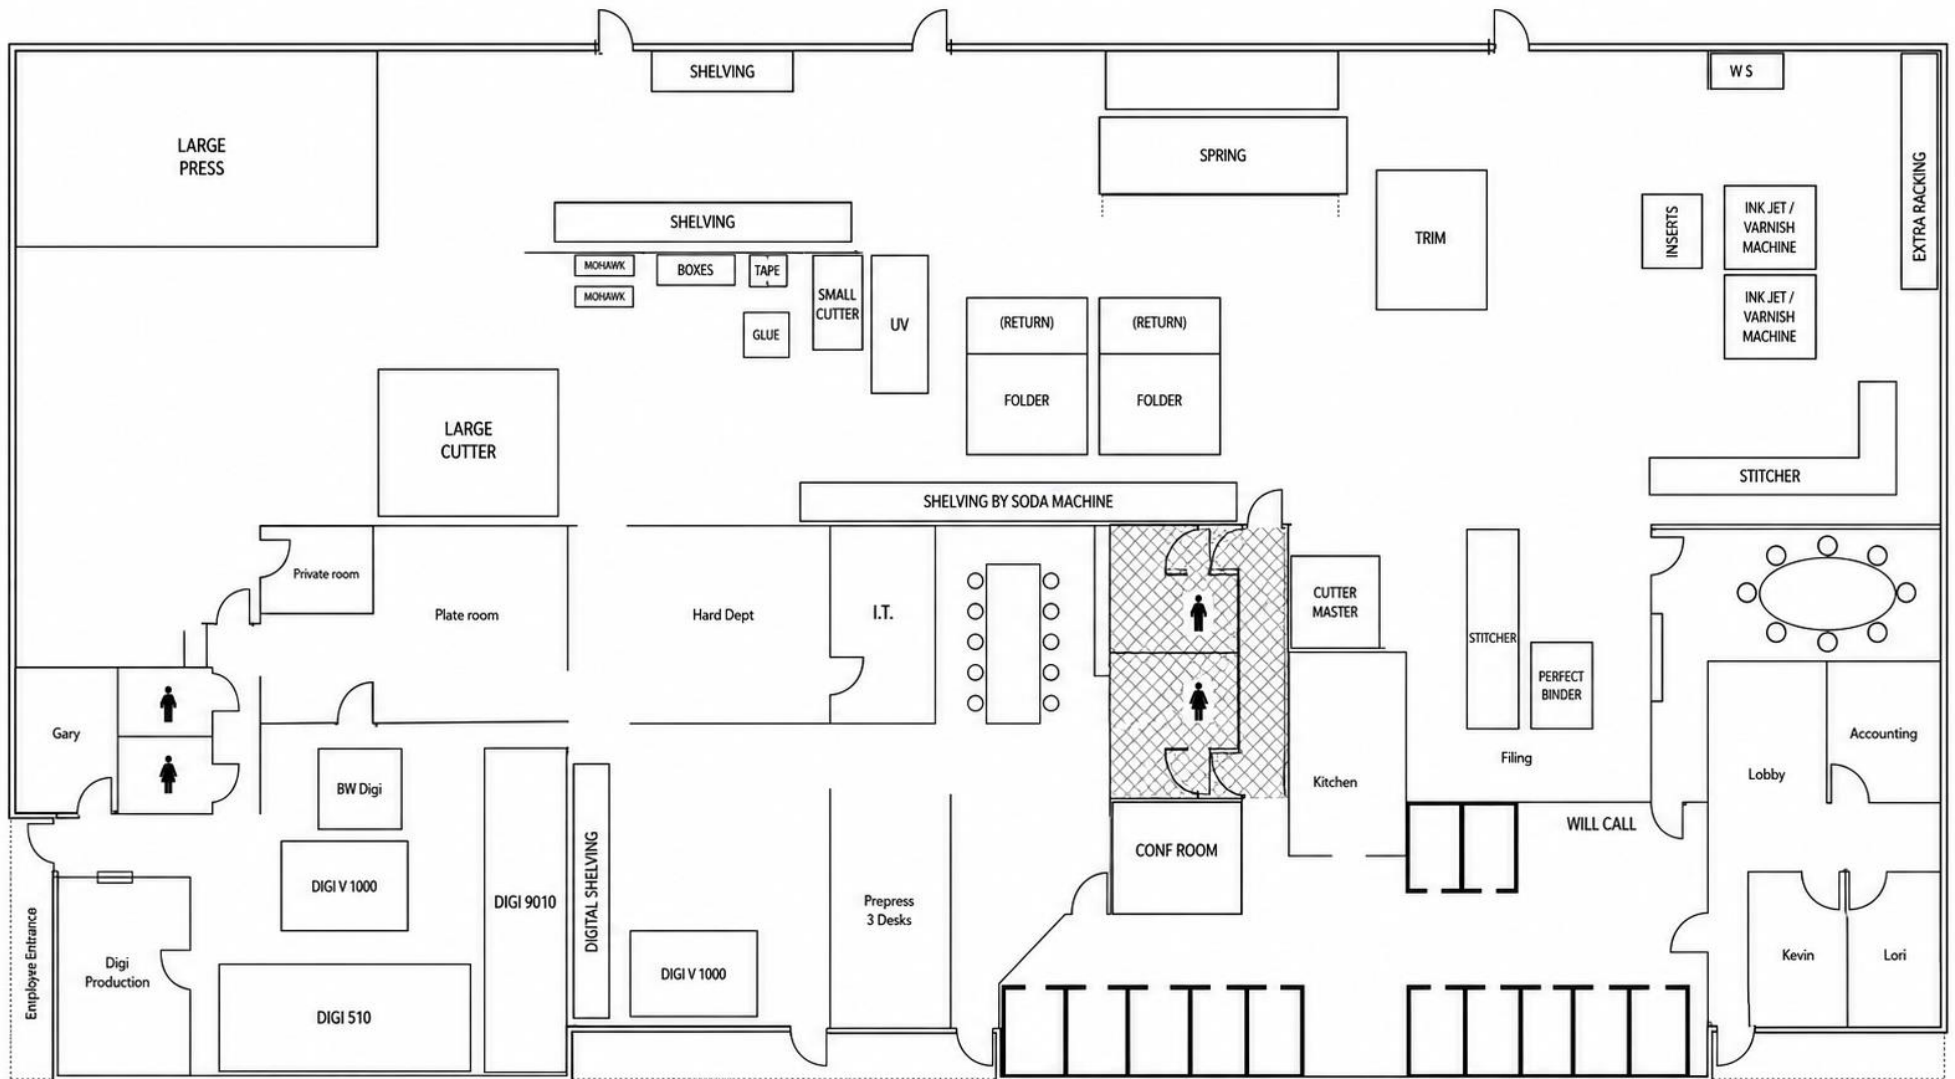 SHELVING
W S
LARGE
PRESS
SPRING
EXTRA RACKING
SHELVING
TRIM
INSERTS
INK JET /
VARNISH
MACHINE
MOHAWK
BOXES
TAPE
MOHAWK
SMALL
CUTTER
UV
GLUE
(RETURN)
(RETURN)
INK JET /
VARNISH
MACHINE
FOLDER
FOLDER
LARGE
CUTTER
STITCHER
SHELVING BY SODA MACHINE
Private room
Plate room
Hard Dept
I.T.
CUTTER
MASTER
STITCHER
PERFECT
BINDER
Gary
Accounting
Filing
Lobby
BW Digi
Kitchen
WILL CALL
CONF ROOM
DIGI V 1000
DIGI 9010
DIGITAL SHELVING
Prepress
3 Desks
Employee Entrance
Digi
Production
DIGI V 1000
Kevin
Lori
DIGI 510